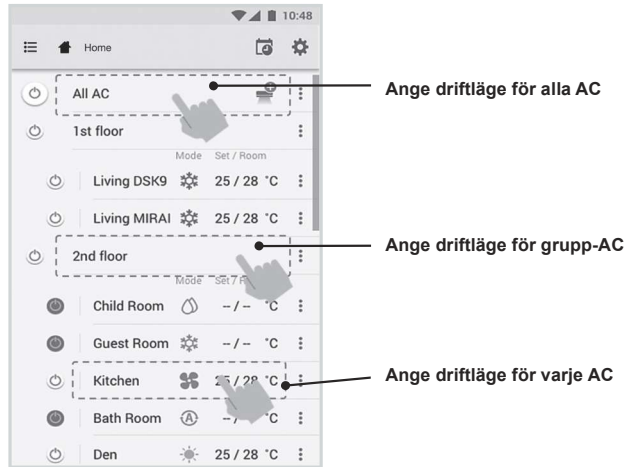 10:48
Home
All AC
Ange driftläge för alla AC
1st floor
Mode Set / Room
Living DSK9 25 / 28 °C
Living MIRAI 25 / 28 °C
2nd floor
Ange driftläge för grupp-AC
Mode Set / R
Child Room -- / -- °C
Guest Room -- / -- °C
Kitchen 25 / 28 °C
Ange driftläge för varje AC
Bath Room A °C
Den 25 / 28 °C